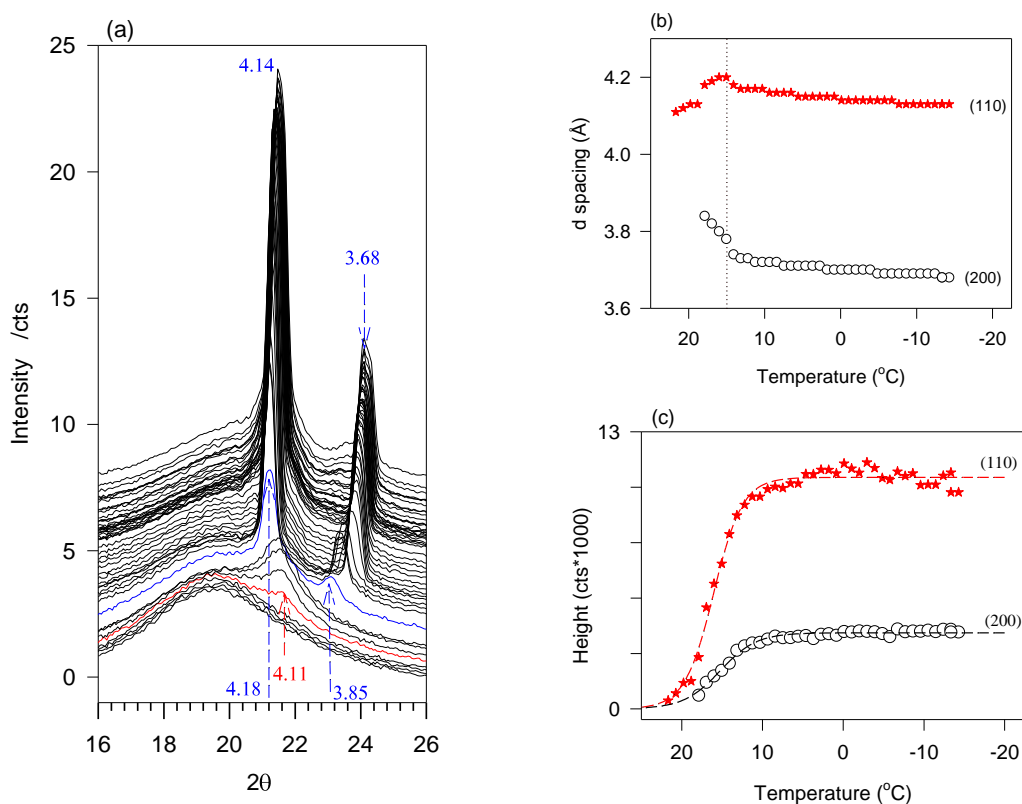 (a)
25
20
15
10
5
0
Intensity /cts
4.14
3.68
4.18
4.11
3.85
16 18 20 22 24 26
2θ
(b)
4.2
4.0
3.8
3.6
d spacing (Å)
(110)
(200)
20 10 0 -10 -20
Temperature (°C)
(c)
13
0
Height (cts*1000)
(110)
(200)
20 10 0 -10 -20
Temperature (°C)